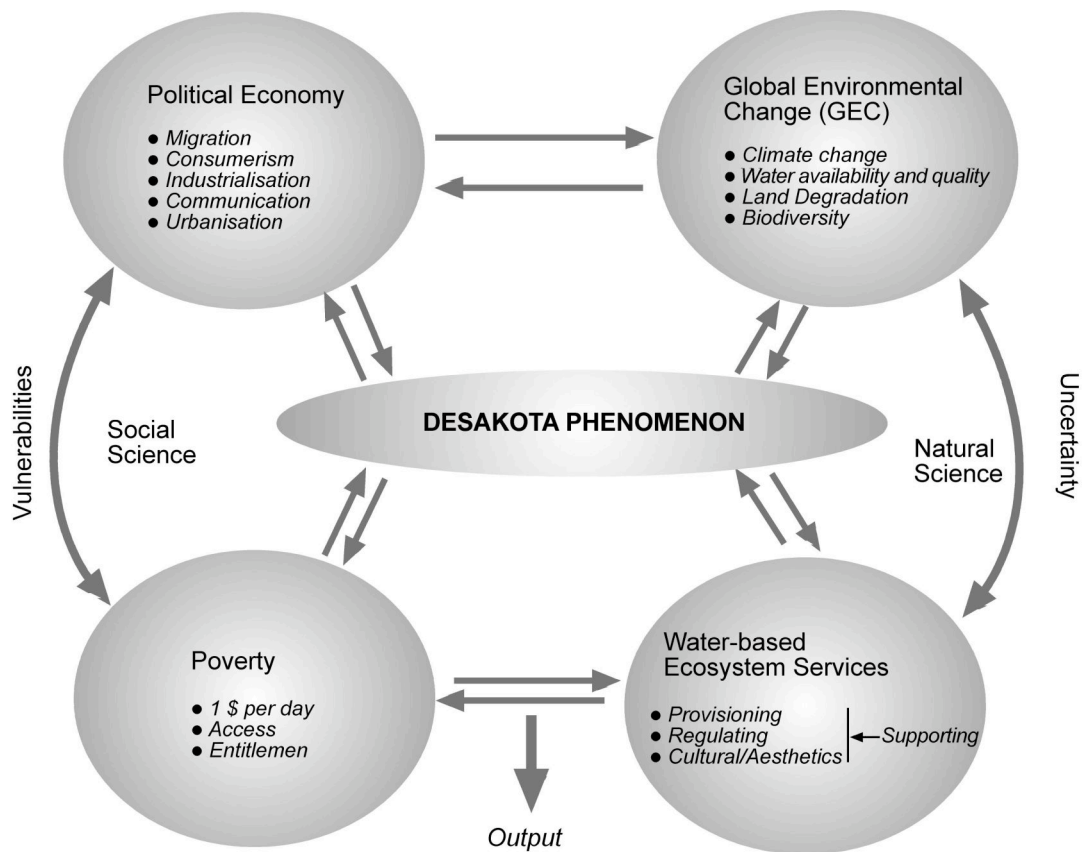 Political Economy
● Migration
● Consumerism
● Industrialisation
● Communication
● Urbanisation
Global Environmental
Change (GEC)
● Climate change
● Water availability and quality
● Land Degradation
● Biodiversity
Vulnerabilities
Social
Science
DESAKOTA PHENOMENON
Natural
Science
Uncertainty
Poverty
● 1 $ per day
● Access
● Entitlemen
Water-based
Ecosystem Services
● Provisioning
● Regulating
● Cultural/Aesthetics
Supporting
Output